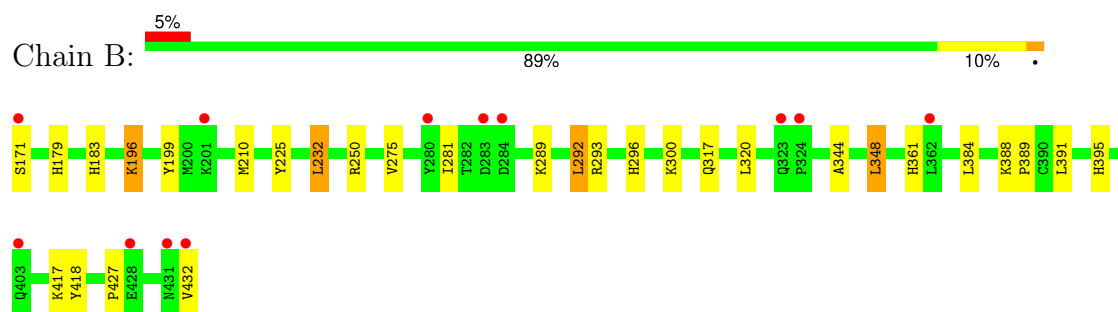 5%
Chain B:
89% 10% •
S171 H179 H183 K196 Y199 M200 K201 M210 Y225 L232 R250 V275 Y280 I281 T282 D283 D284 K289 L292 R293 H296 K300 Q317 L320 Q323 P324 A344 L348 H361 L362 L384 K388 P389 C390 L391 H395
Q403 K417 Y418 P427 E428 N431 V432